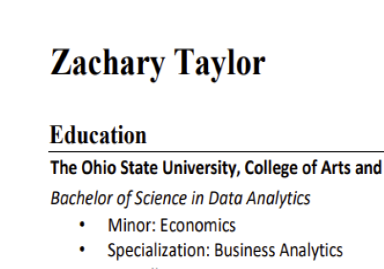 Zachary Taylor
Education
The Ohio State University, College of Arts and
Bachelor of Science in Data Analytics
• Minor: Economics
• Specialization: Business Analytics